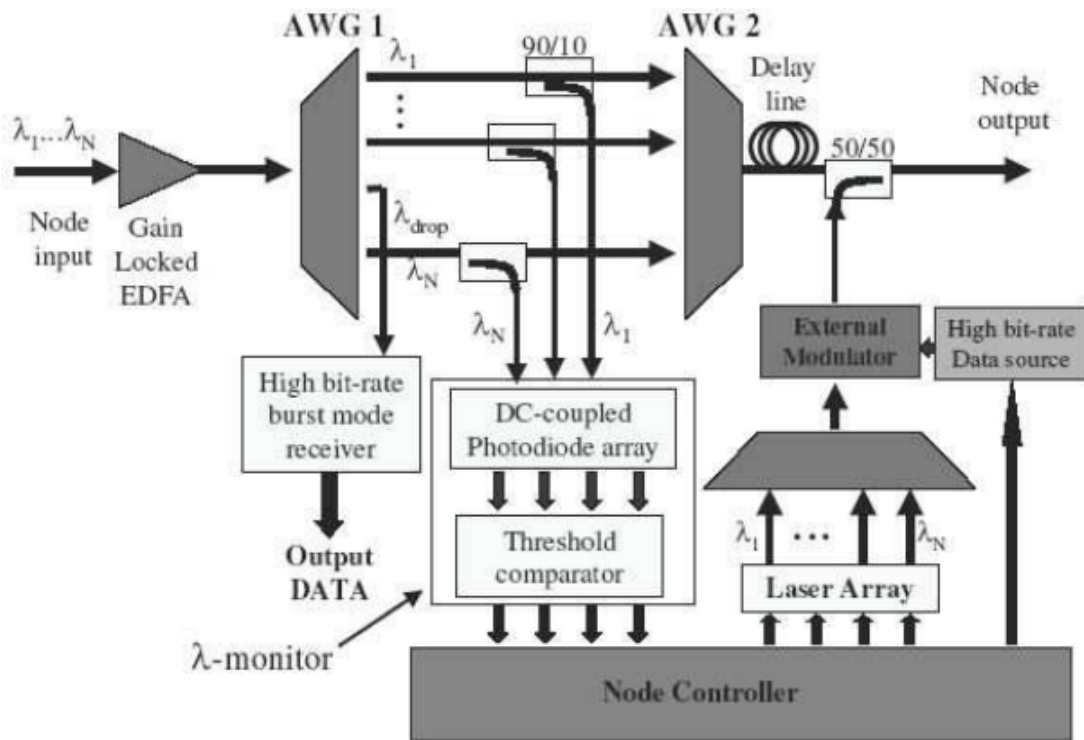 AWG 1
AWG 2
90/10
λ1
Delay
line
Node
output
λ1...λN
50/50
Node
input
Gain
Locked
EDFA
λdrop
λN
λN
λ1
External
Modulator
High bit-rate
Data source
High bit-rate
burst mode
receiver
DC-coupled
Photodiode array
Output
DATA
Threshold
comparator
λ1
...
λN
Laser Array
λ-monitor
Node Controller